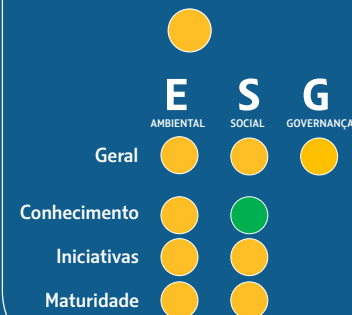 E S G
AMBIENTAL SOCIAL GOVERNANÇA
Geral
Conhecimento
Iniciativas
Maturidade